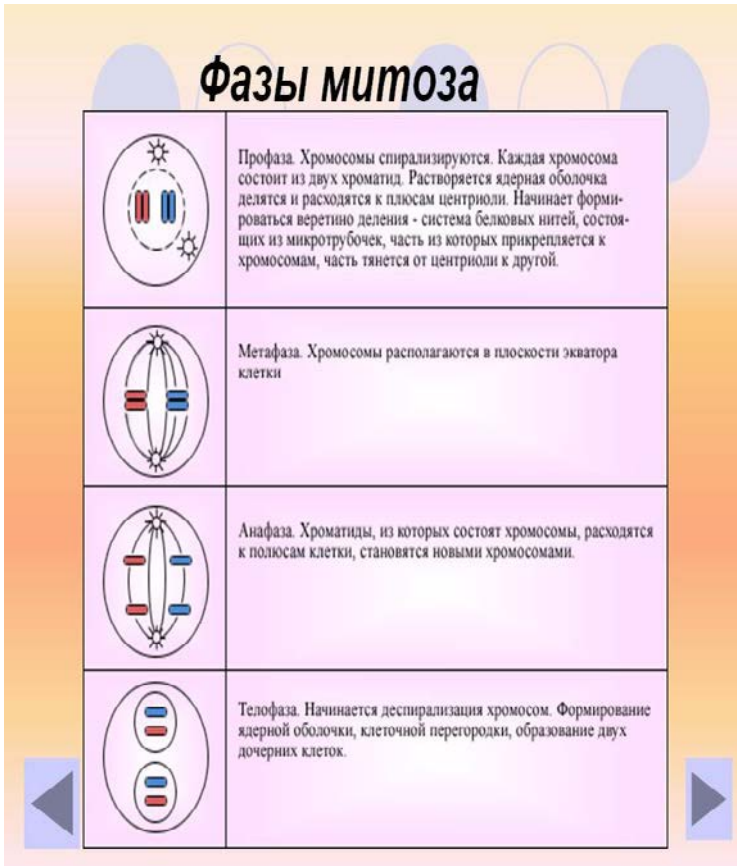 Фазы митоза
Профаза. Хромосомы спирализируются. Каждая хромосома
состоит из двух хроматид. Растворяется ядерная оболочка
делятся и расходятся к плюсам центриоли. Начинает форми-
роваться веретино деления - система белковых нитей, состоя-
щих из микротрубочек, часть из которых прикрепляется к
хромосомам, часть тянется от центриоли к другой.
Метафаза. Хромосомы располагаются в плоскости экватора
клетки
Анафаза. Хроматиды, из которых состоят хромосомы, расходятся
к полюсам клетки, становятся новыми хромосомами.
Телофаза. Начинается деспирализация хромосом. Формирование
ядерной оболочки, клеточной перегородки, образование двух
дочерних клеток.